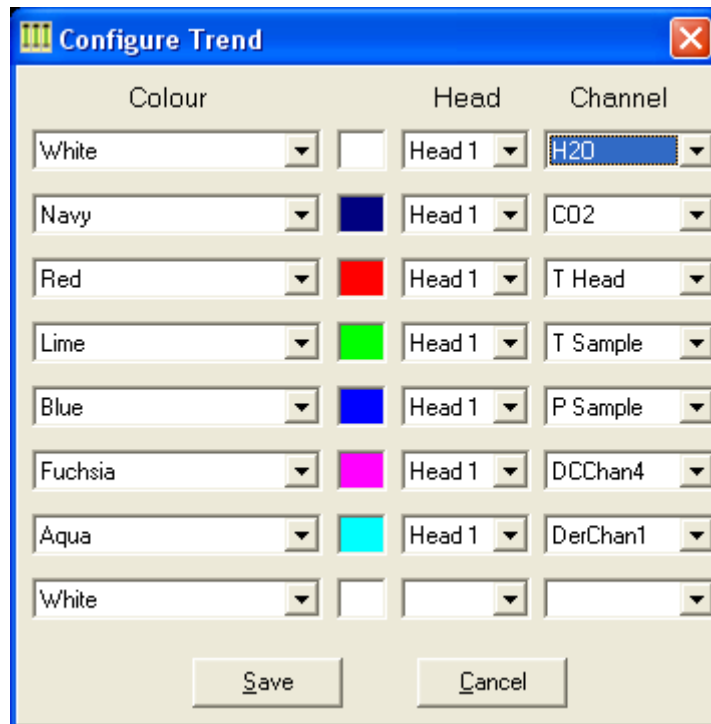 Configure Trend
Colour Head Channel
White Head 1 H2O
Navy Head 1 CO2
Red Head 1 T Head
Lime Head 1 T Sample
Blue Head 1 P Sample
Fuchsia Head 1 DCChan4
Aqua Head 1 DerChan1
White
Save Cancel